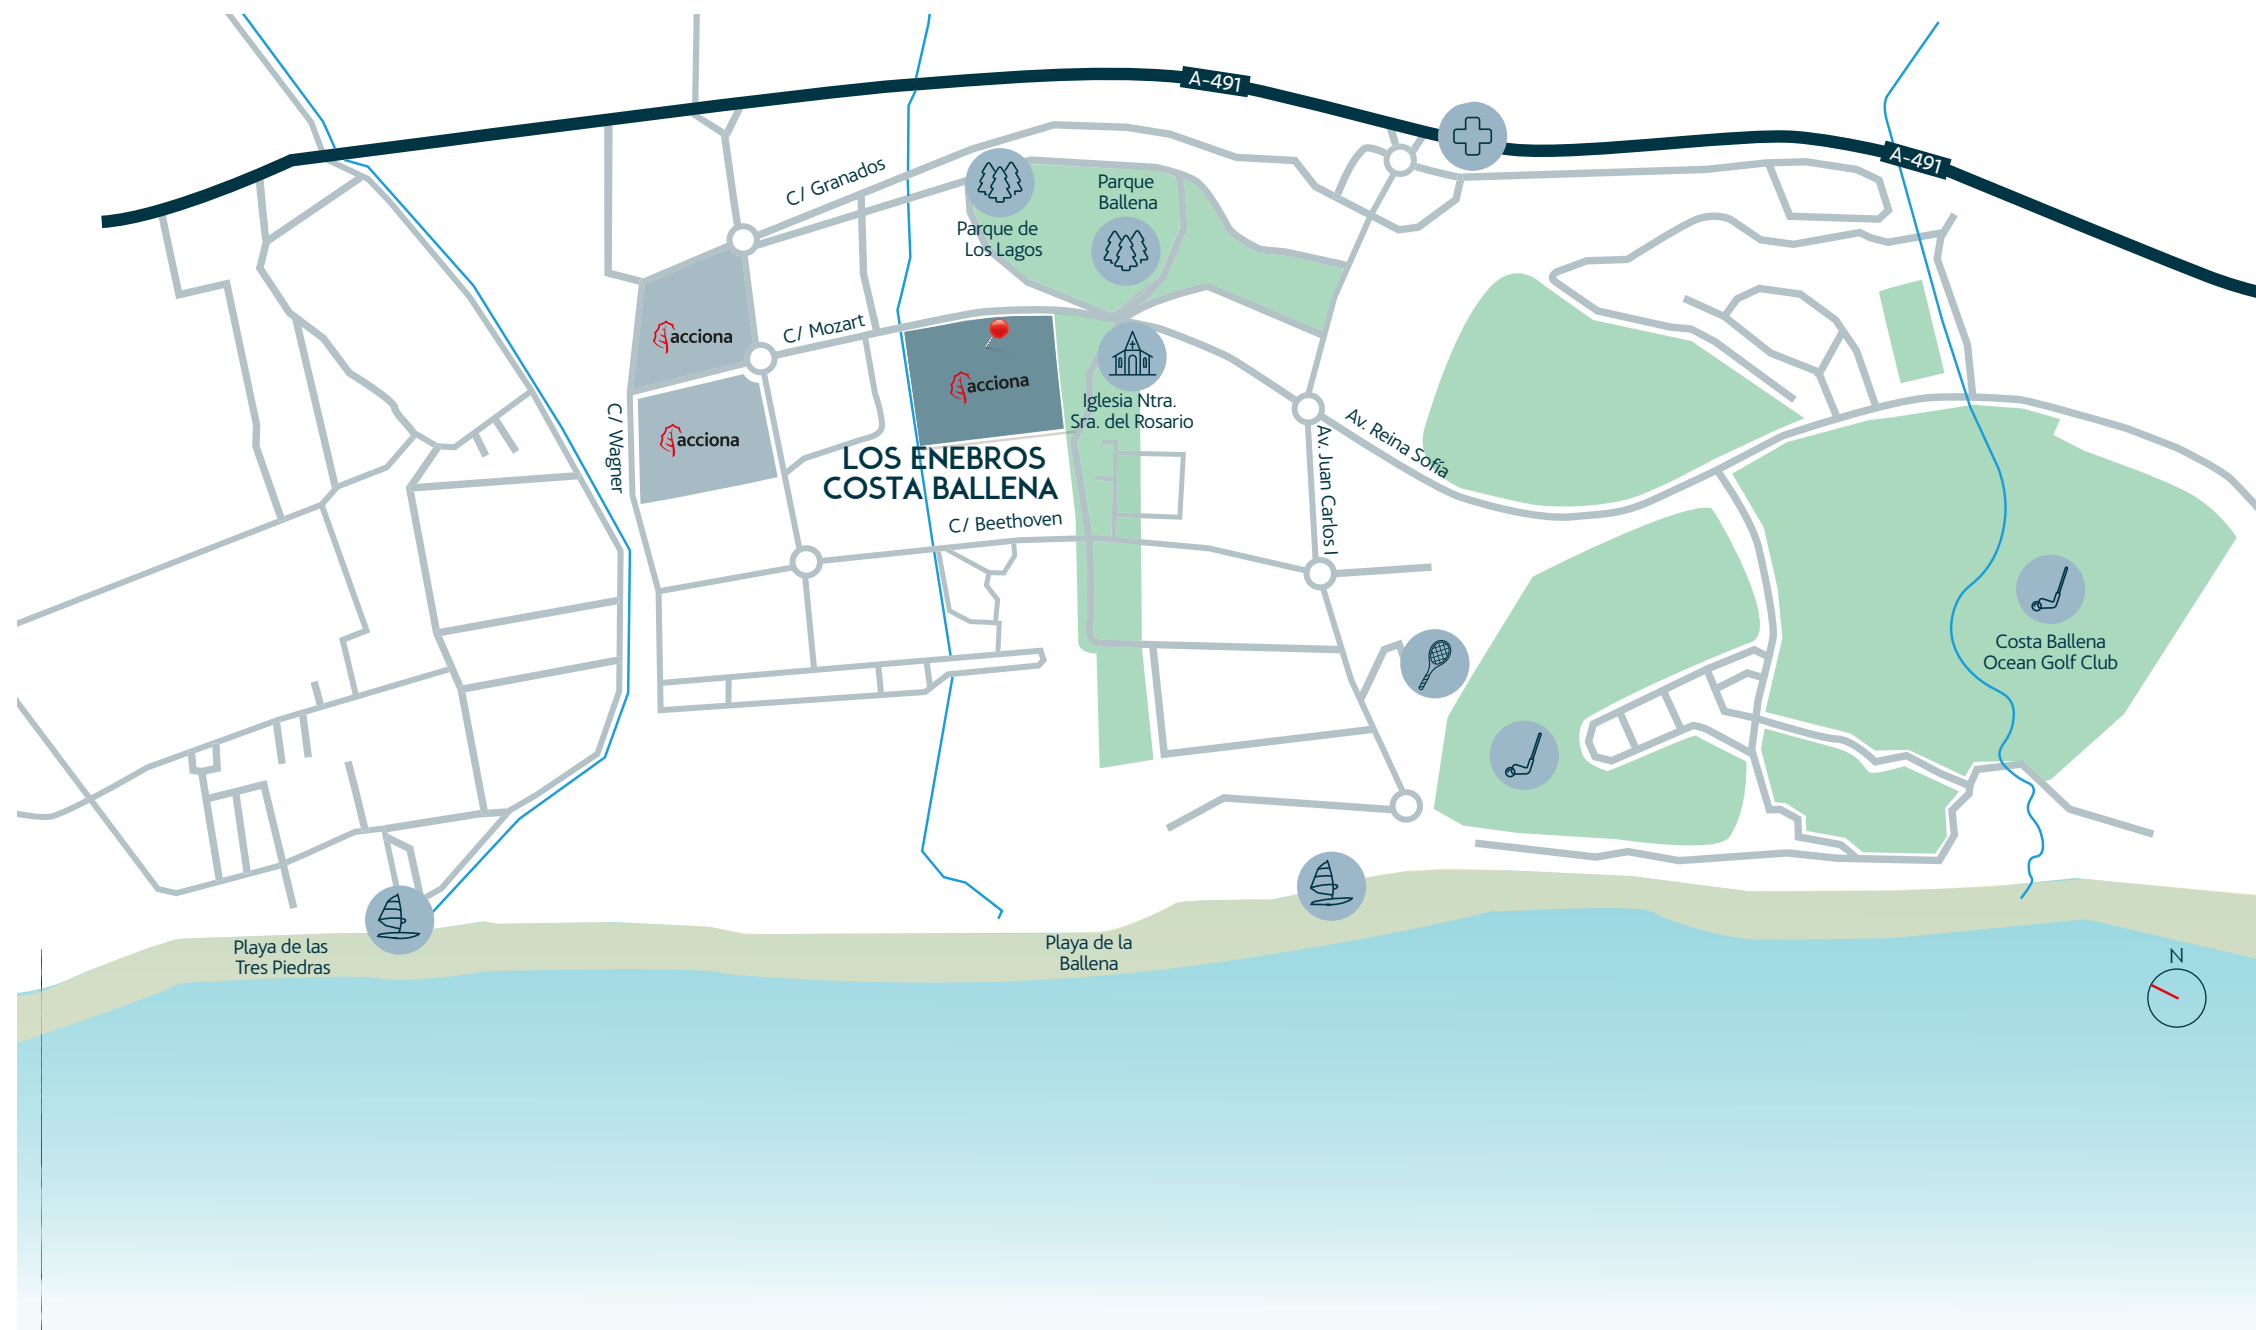 A-491
A-491
C/ Granados
Parque
Ballena
Parque de
Los Lagos
acciona
C/ Mozart
acciona
acciona
C/ Wagner
Iglesia Ntra.
Sra. del Rosario
Av. Reina Sofía
Av. Juan Carlos I
LOS ENEBROS
COSTA BALLENA
C/ Beethoven
Costa Ballena
Ocean Golf Club
Playa de las
Tres Piedras
Playa de la
Ballena
N